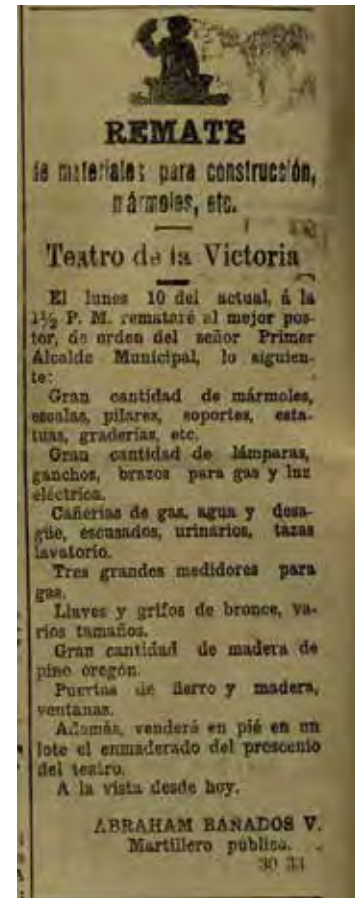 REMATE
de materiales para construcción,
mármoles, etc.
Teatro de la Victoria
El lunes 10 del actual, á la
1½ P. M. remataré al mejor pos-
tor, de orden del señor Primer
Alcalde Municipal, lo siguien-
te:
Gran cantidad de mármoles,
escalas, pilares, soportes, esta-
tuas, graderías, etc.
Gran cantidad de lámparas,
ganchos, brazos para gas y luz
eléctrica.
Cañerías de gas, agua y desa-
güe, escusados, urinarios, tazas
lavatorio.
Tres grandes medidores para
gas.
Llaves y grifos de bronce, va-
rios tamaños.
Gran cantidad de madera de
pino oregón.
Puertas de fierro y madera,
ventanas.
Además, venderé en pié en un
lote el enmaderado del proscenio
del teatro.
A la vista desde hoy.
ABRAHAM BAÑADOS V.
Martillero público.
30